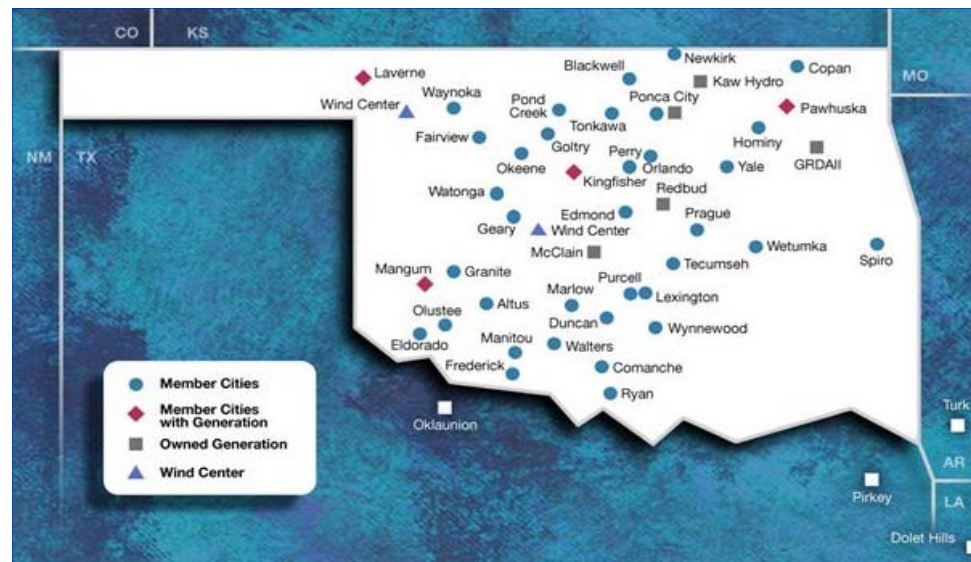 CO
KS
MO
NM
TX
Laverne
Wind Center
Waynoka
Fairview
Pond
Creek
Goltry
Okeene
Blackwell
Newkirk
Kaw Hydro
Ponca City
Tonkawa
Copan
Pawhuska
Hominy
GRDAII
Perry
Orlando
Yale
Kingfisher
Redbud
Watonga
Geary
Edmond
Wind Center
Prague
McClain
Wetumka
Spiro
Tecumseh
Mangum
Granite
Purcell
Lexington
Marlow
Altus
Olustee
Duncan
Wynnewood
Eldorado
Manitou
Walters
Frederick
Comanche
Ryan
Member Cities
Member Cities
with Generation
Owned Generation
Wind Center
Oklaunion
Turk
AR
Pirkey
LA
Dolet Hills